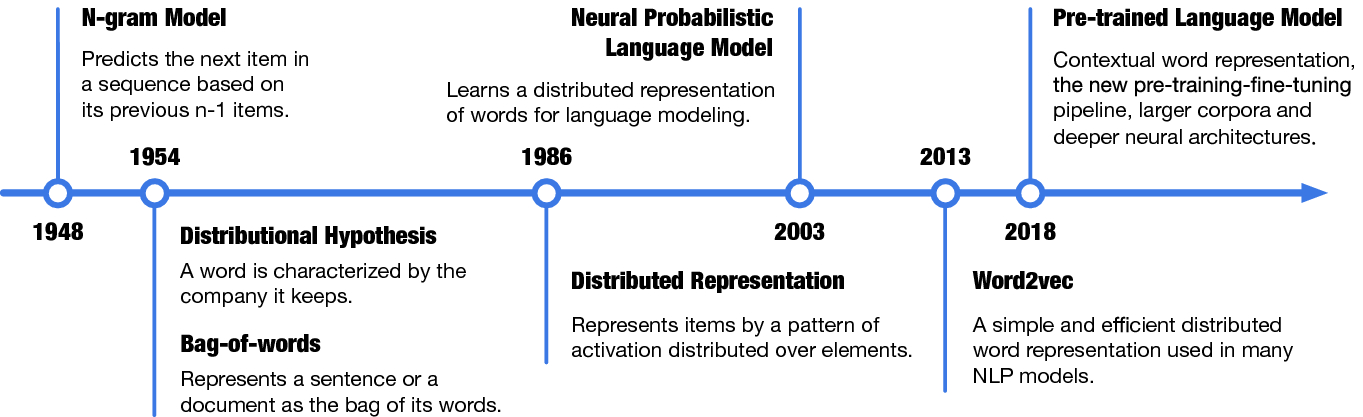 N-gram Model
Predicts the next item in
a sequence based on
its previous n-1 items.
Neural Probabilistic
Language Model
Learns a distributed representation
of words for language modeling.
Pre-trained Language Model
Contextual word representation,
the new pre-training-fine-tuning
pipeline, larger corpora and
deeper neural architectures.
1954
1986
2013
1948
2003
2018
Distributional Hypothesis
A word is characterized by the
company it keeps.
Bag-of-words
Represents a sentence or a
document as the bag of its words.
Distributed Representation
Represents items by a pattern of
activation distributed over elements.
Word2vec
A simple and efficient distributed
word representation used in many
NLP models.